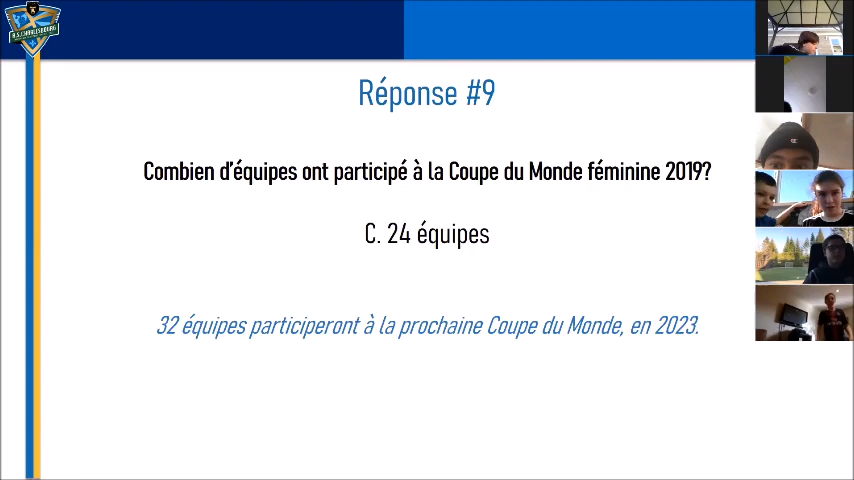 A.S. CHARLESBOURG
Réponse #9
Combien d'équipes ont participé à la Coupe du Monde féminine 2019?
C. 24 équipes
32 équipes participeront à la prochaine Coupe du Monde, en 2023.